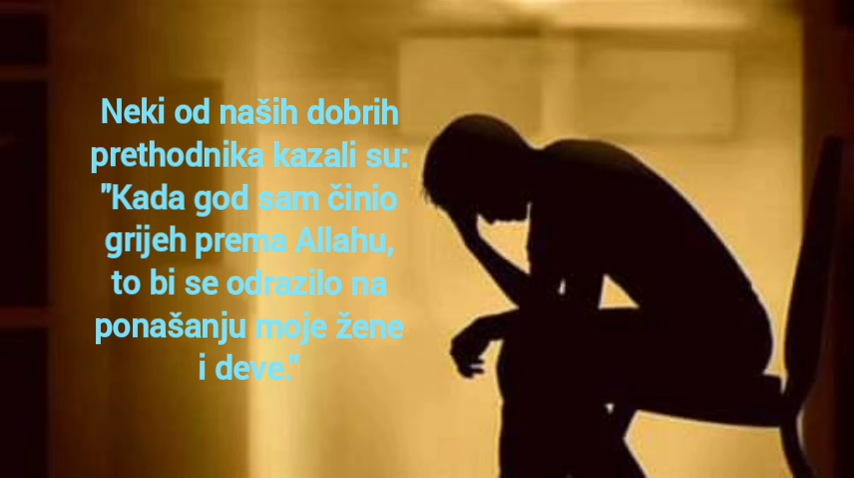 Neki od naših dobrih
prethodnika kazali su:
"Kada god sam činio
grijeh prema Allahu,
to bi se odrazilo na
ponašanju moje žene
i deve."